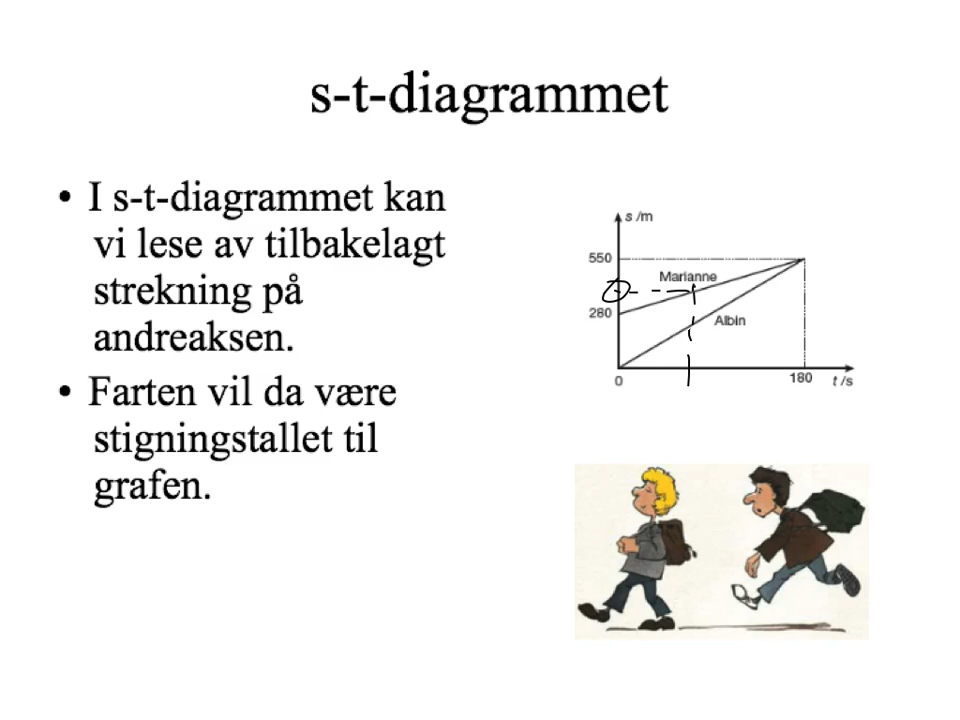 s-t-diagrammet
• I s-t-diagrammet kan
vi lese av tilbakelagt
strekning på
andreaksen.
• Farten vil da være
stigningstallet til
grafen.
s /m
550
Marianne
280
Albin
0
180
t /s